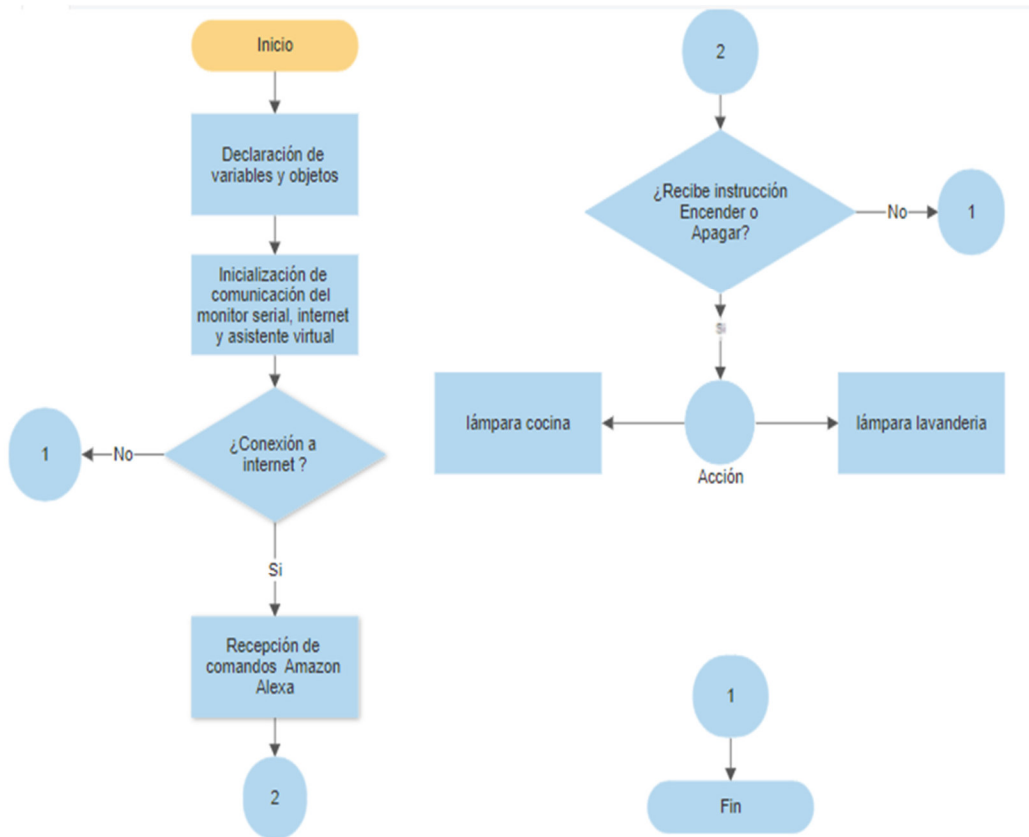 Inicio
Declaración de
variables y objetos
Inicialización de
comunicación del
monitor serial, internet
y asistente virtual
¿Conexión a
internet ?
No
1
Si
Recepción de
comandos Amazon
Alexa
2
2
¿Recibe instrucción
Encender o
Apagar?
No
1
lámpara cocina
Acción
lámpara lavanderia
1
Fin